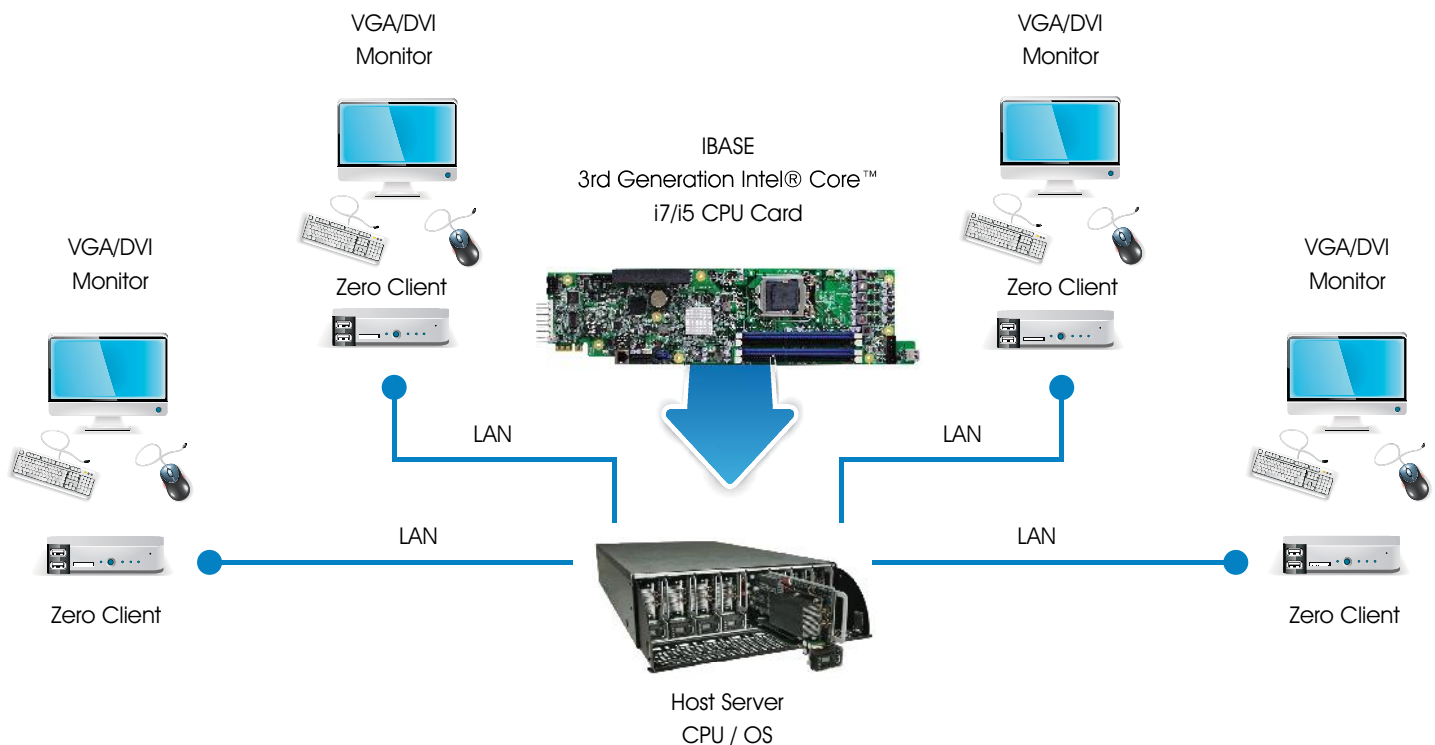 VGA/DVI
Monitor
VGA/DVI
Monitor
IBASE
3rd Generation Intel® Core™
i7/i5 CPU Card
VGA/DVI
Monitor
VGA/DVI
Monitor
Zero Client
Zero Client
LAN
LAN
LAN
LAN
Zero Client
Zero Client
Host Server
CPU / OS